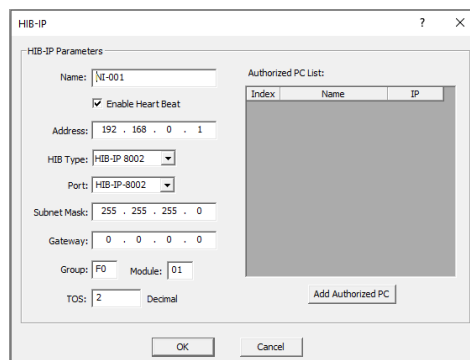 HIB-IP ? ×
HIB-IP Parameters
Name: NI-001
Enable Heart Beat
Address: 192 . 168 . 0 . 1
HIB Type: HIB-IP 8002
Port: HIB-IP-8002
Subnet Mask: 255 . 255 . 255 . 0
Gateway: 0 . 0 . 0 . 0
Group: F0 Module: 01
TOS: 2 Decimal
Authorized PC List:
Index Name IP
Add Authorized PC
OK Cancel